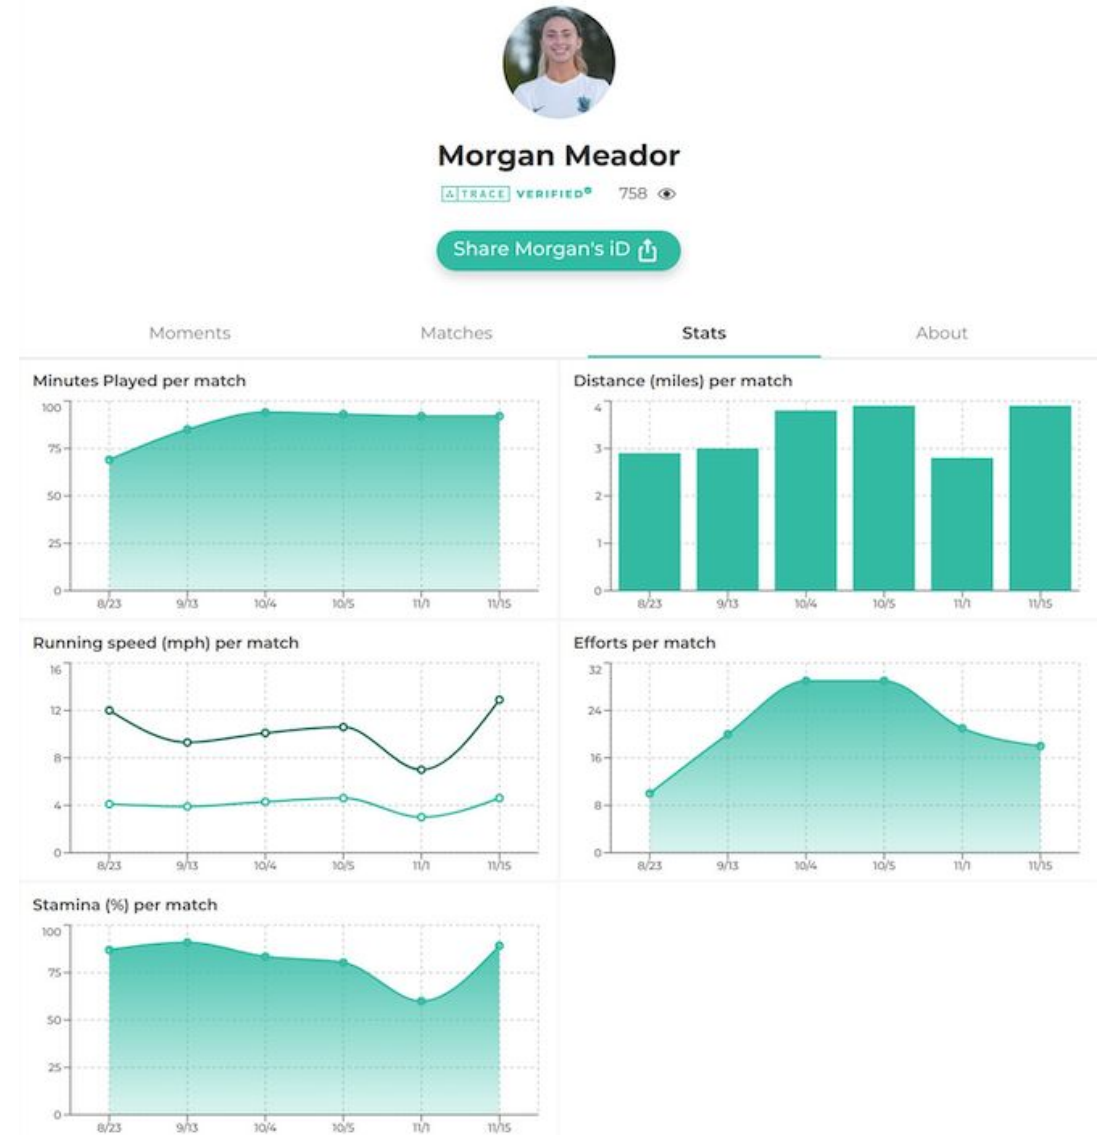 Morgan Meador
TRACE VERIFIED 758
Share Morgan's iD
Moments Matches Stats About
Minutes Played per match
100
75
50
25
0
8/23 9/13 10/4 10/5 11/1 11/15
Distance (miles) per match
4
3
2
1
0
8/23 9/13 10/4 10/5 11/1 11/15
Running speed (mph) per match
16
12
8
4
0
8/23 9/13 10/4 10/5 11/1 11/15
Efforts per match
32
24
16
8
0
8/23 9/13 10/4 10/5 11/1 11/15
Stamina (%) per match
100
75
50
25
0
8/23 9/13 10/4 10/5 11/1 11/15